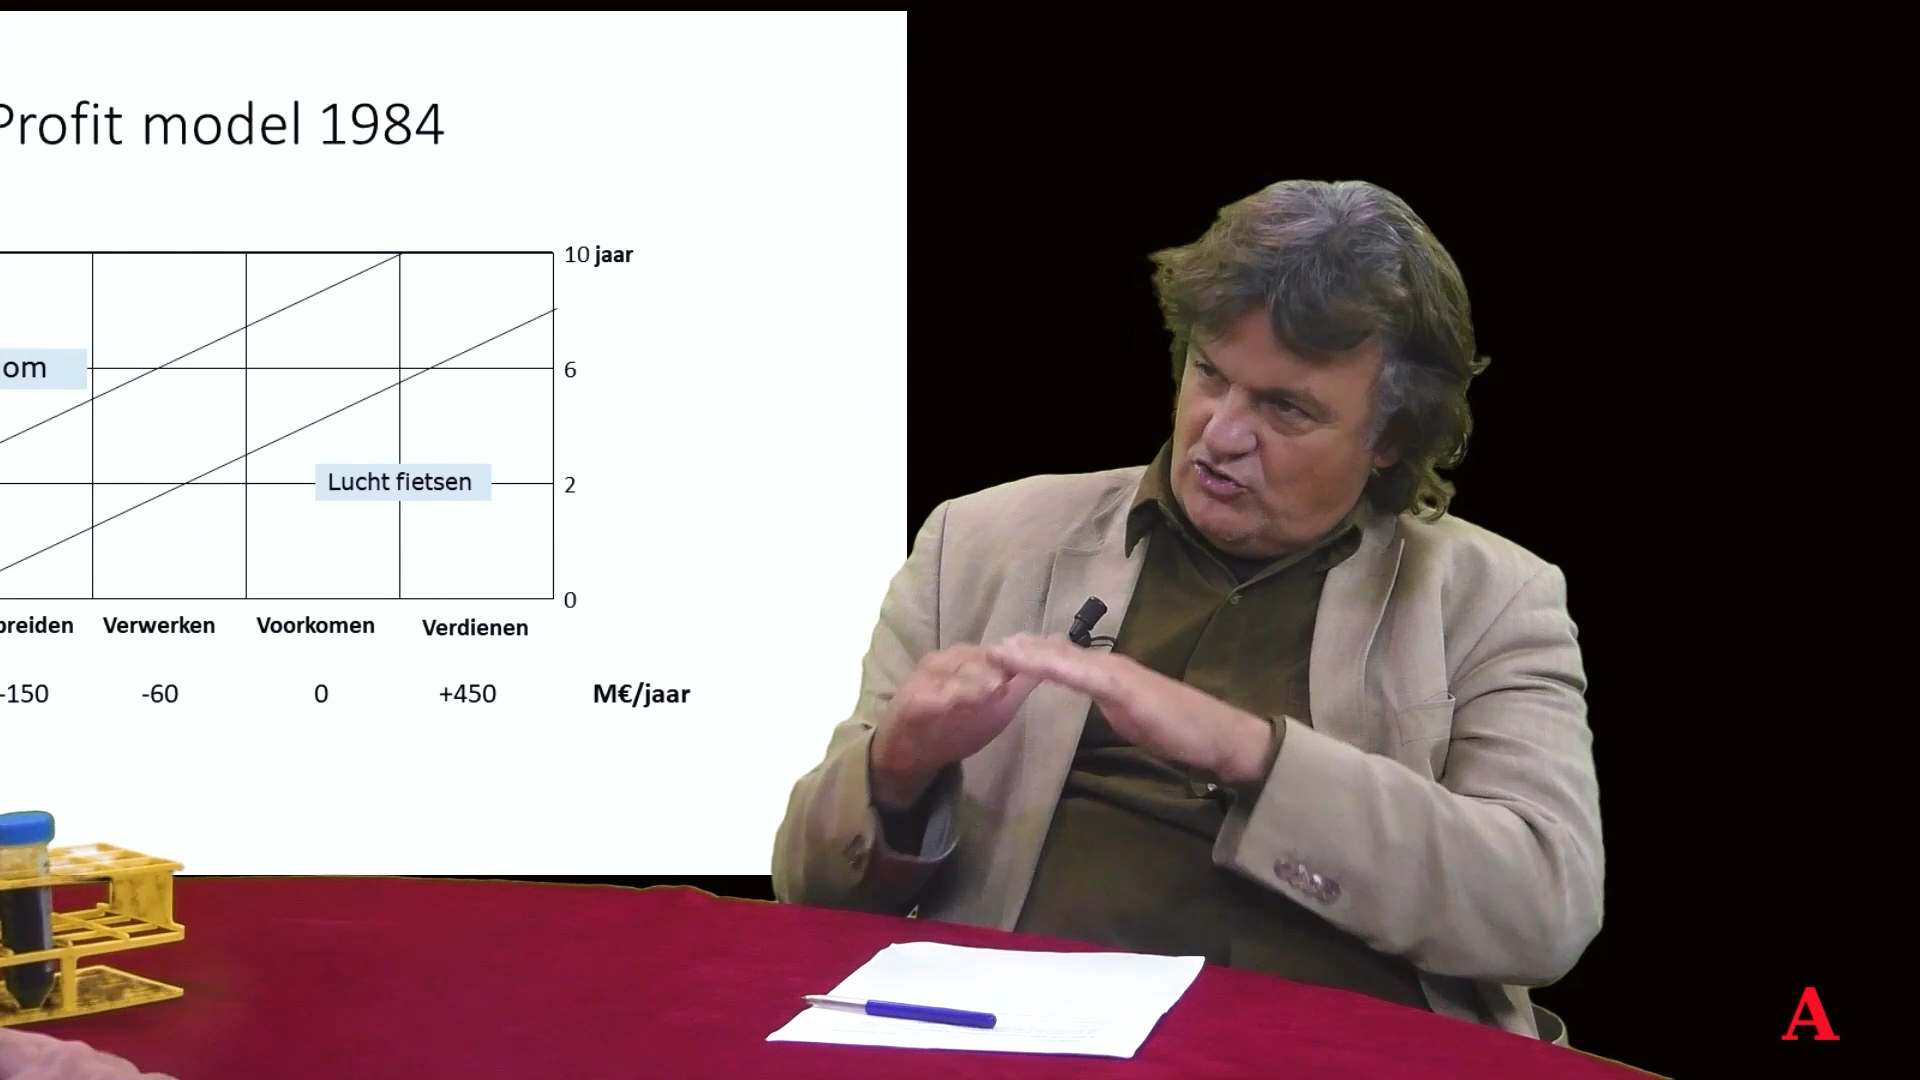 Profit model 1984
10 jaar
om
6
Lucht fietsen
2
0
breiden Verwerken Voorkomen Verdienen
-150 -60 0 +450 M€/jaar
A